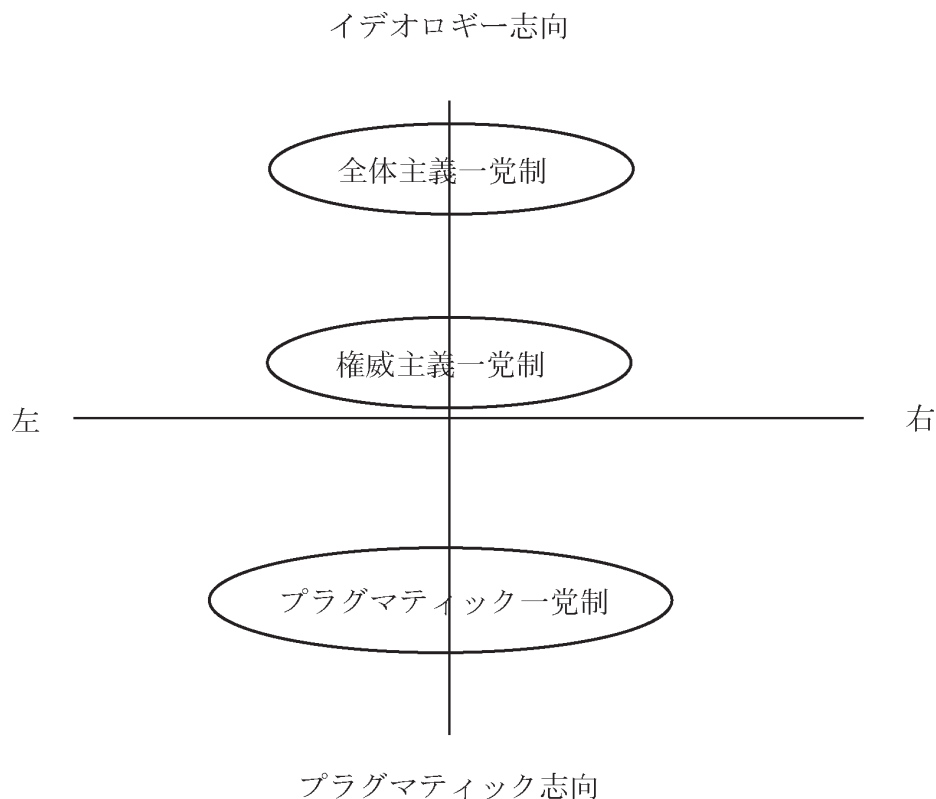 イデオロギー志向
全体主義一党制
権威主義一党制
左
右
プラグマティック一党制
プラグマティック志向